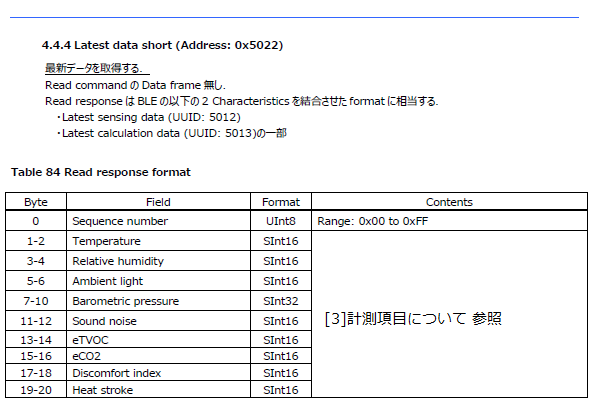 4.4.4 Latest data short (Address: 0x5022)
最新データを取得する.
Read command の Data frame 無し.
Read response は BLE の以下の 2 Characteristics を結合させた format に相当する.
・Latest sensing data (UUID: 5012)
・Latest calculation data (UUID: 5013)の一部
Table 84 Read response format
Byte Field Format Contents
0 Sequence number UInt8 Range: 0x00 to 0xFF
1-2 Temperature SInt16
3-4 Relative humidity SInt16
5-6 Ambient light SInt16
7-10 Barometric pressure SInt32
11-12 Sound noise SInt16
[3]計測項目について 参照
13-14 eTVOC SInt16
15-16 eCO2 SInt16
17-18 Discomfort index SInt16
19-20 Heat stroke SInt16